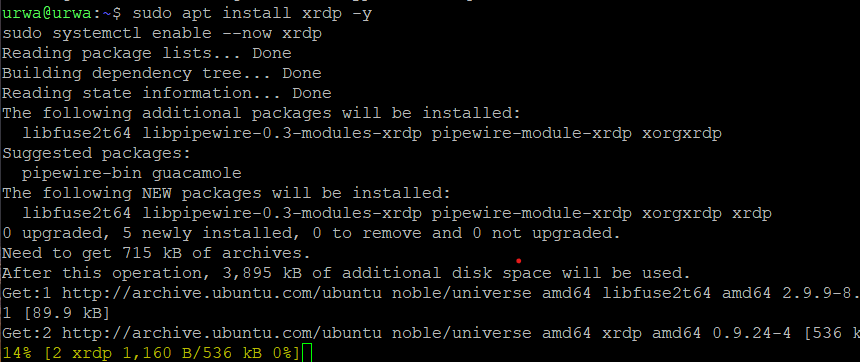 urwa@urwa:~$ sudo apt install xrdp -y
sudo systemctl enable --now xrdp
Reading package lists... Done
Building dependency tree... Done
Reading state information... Done
The following additional packages will be installed:
  libfuse2t64 libpipewire-0.3-modules-xrdp pipewire-module-xrdp xorgxrdp
Suggested packages:
  pipewire-bin guacamole
The following NEW packages will be installed:
  libfuse2t64 libpipewire-0.3-modules-xrdp pipewire-module-xrdp xorgxrdp xrdp
0 upgraded, 5 newly installed, 0 to remove and 0 not upgraded.
Need to get 715 kB of archives.
After this operation, 3,895 kB of additional disk space will be used.
Get:1 http://archive.ubuntu.com/ubuntu noble/universe amd64 libfuse2t64 amd64 2.9.9-8.
1 [89.9 kB]
Get:2 http://archive.ubuntu.com/ubuntu noble/universe amd64 xrdp amd64 0.9.24-4 [536 k
14% [2 xrdp 1,160 B/536 kB 0%]